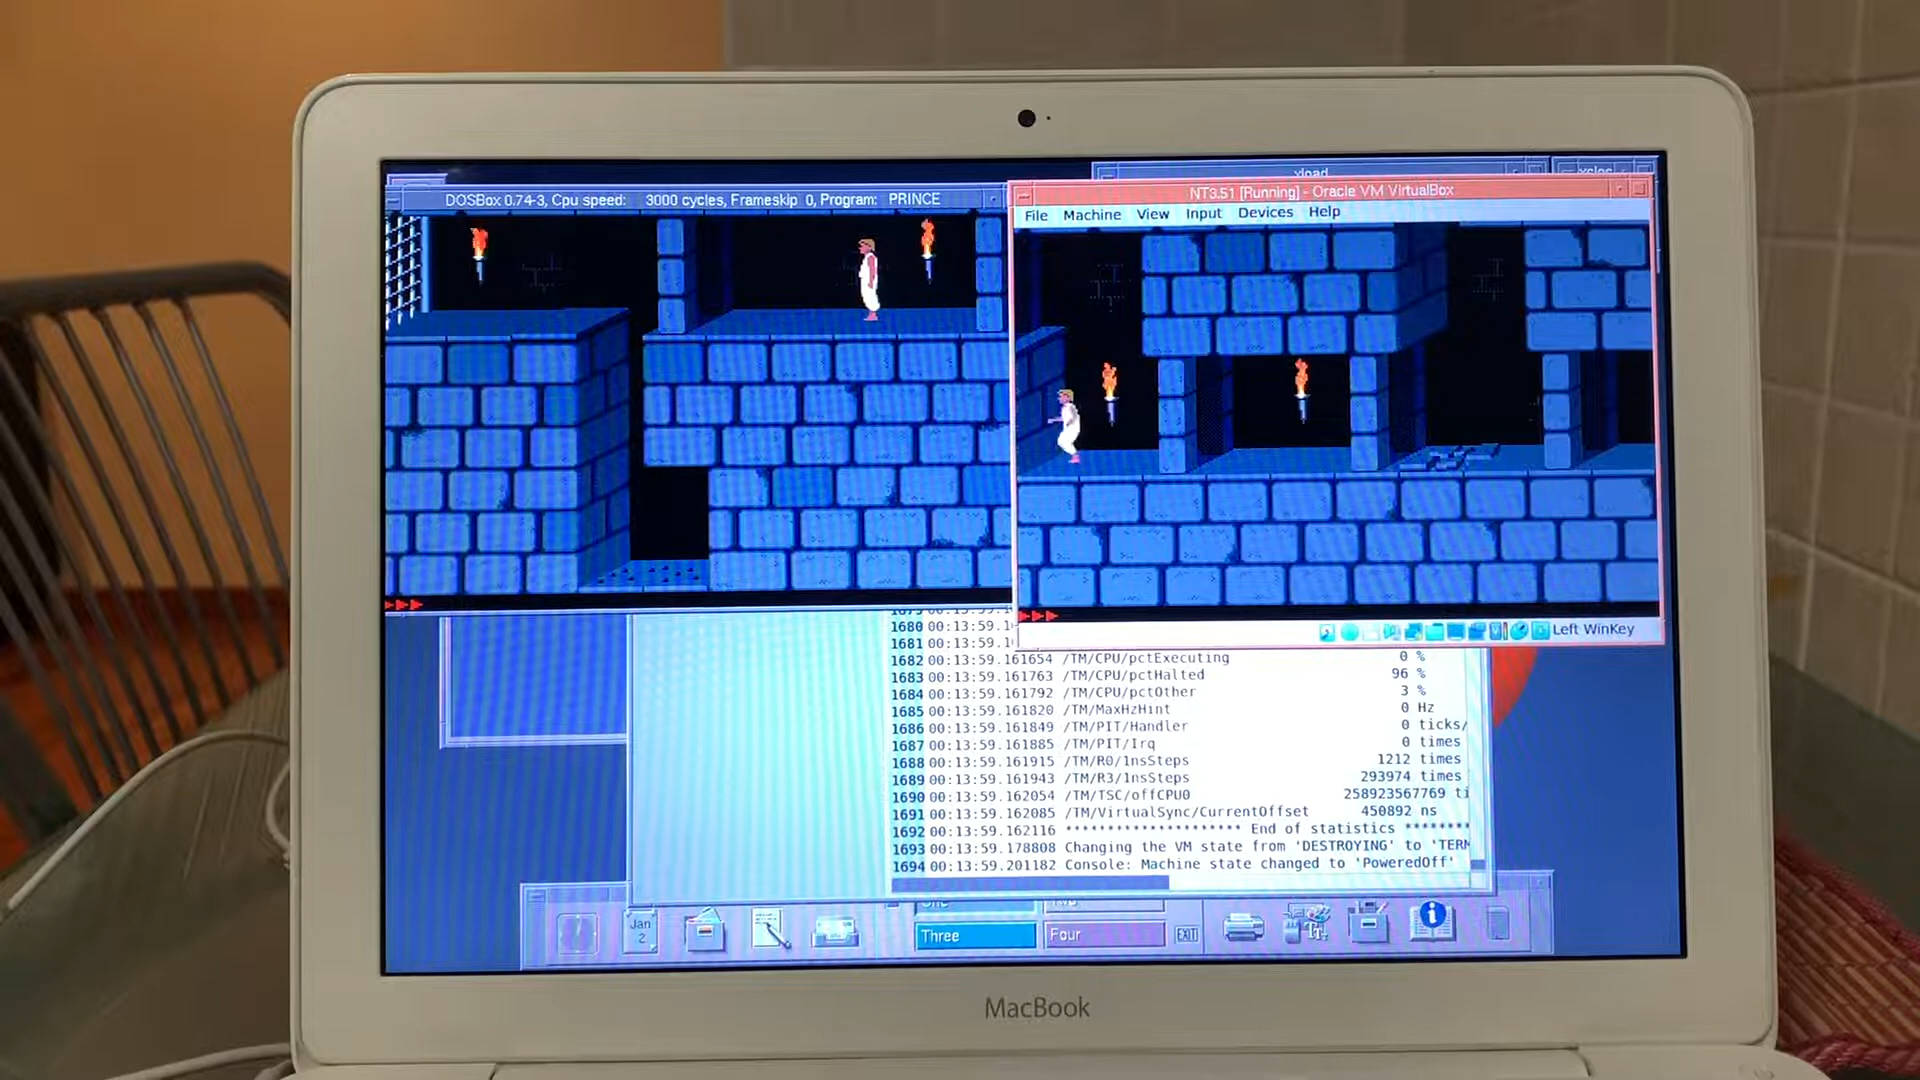 xload
DOSBox 0.74-3, Cpu speed: 3000 cycles, Frameskip 0, Program: PRINCE
NT3.51 [Running] - Oracle VM VirtualBox
File Machine View Input Devices Help
Left WinKey
1680 00:13:59.1
1681 00:13:59.1
1682 00:13:59.161654 /TM/CPU/pctExecuting 0 %
1683 00:13:59.161763 /TM/CPU/pctHalted 96 %
1684 00:13:59.161792 /TM/CPU/pctOther 3 %
1685 00:13:59.161820 /TM/MaxHzHint 0 Hz
1686 00:13:59.161849 /TM/PIT/Handler 0 ticks/
1687 00:13:59.161885 /TM/PIT/Irq 0 times
1688 00:13:59.161915 /TM/R0/1nsSteps 1212 times
1689 00:13:59.161943 /TM/R3/1nsSteps 293974 times
1690 00:13:59.162054 /TM/TSC/offCPU0 258923567769 ti
1691 00:13:59.162085 /TM/VirtualSync/CurrentOffset 450892 ns
1692 00:13:59.162116 ******************** End of statistics *******
1693 00:13:59.178808 Changing the VM state from 'DESTROYING' to 'TERM
1694 00:13:59.201182 Console: Machine state changed to 'PoweredOff'
Jan
2
One Two
Three Four
EXIT
MacBook